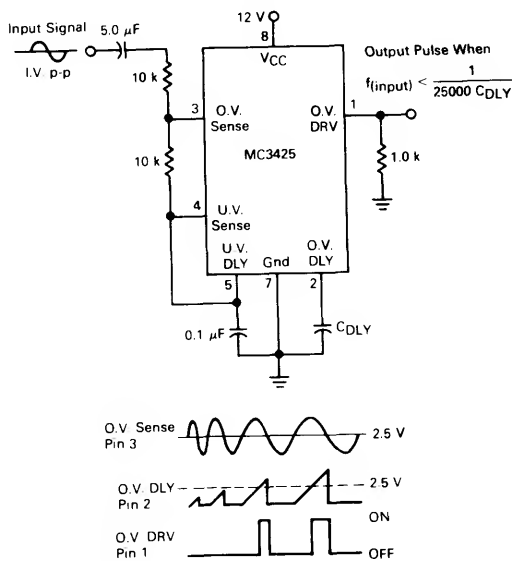 Input Signal
I.V. p-p
5.0 μF
10 k
10 k
12 V
8
VCC
3
O.V.
Sense
O.V.
DRV
1
MC3425
4
U.V.
Sense
U.V.
DLY
Gnd
O.V.
DLY
5
7
2
0.1 μF
CDLY
Output Pulse When
f(input) < 1
25000 CDLY
1.0 k
O.V. Sense
Pin 3
2.5 V
O.V. DLY
Pin 2
2.5 V
O.V DRV
Pin 1
ON
OFF